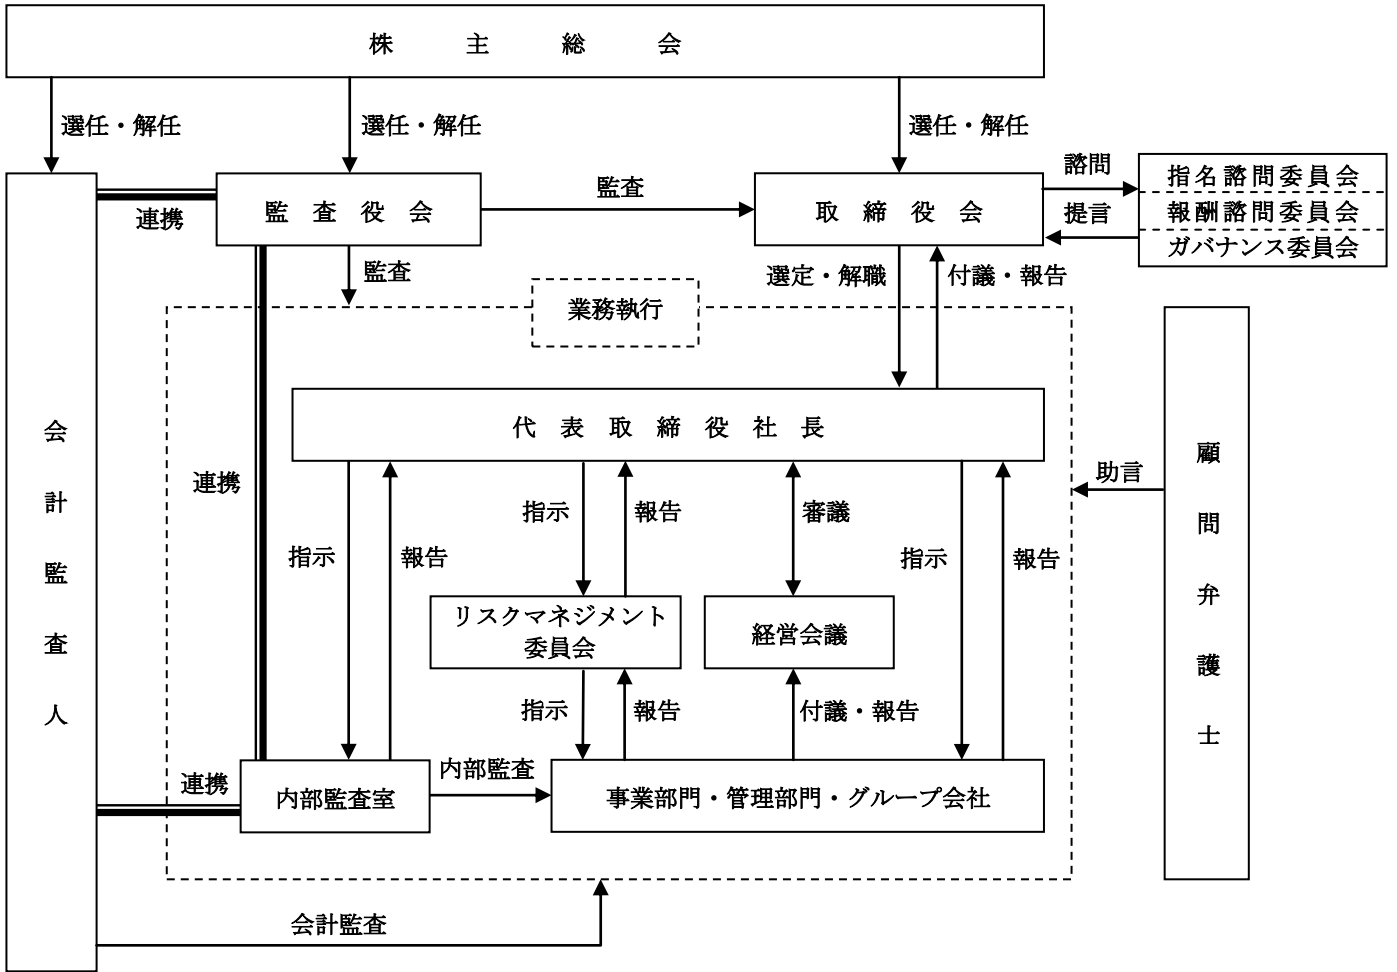 株主総会
選任・解任
選任・解任
選任・解任
監査役会
取締役会
監査
諮問
提言
指名諮問委員会
報酬諮問委員会
ガバナンス委員会
連携
監査
選定・解職
付議・報告
業務執行
代表取締役社長
会計監査人
連携
顧問弁護士
助言
指示
報告
指示
報告
審議
指示
報告
リスクマネジメント
委員会
経営会議
指示
報告
付議・報告
連携
内部監査室
内部監査
事業部門・管理部門・グループ会社
会計監査